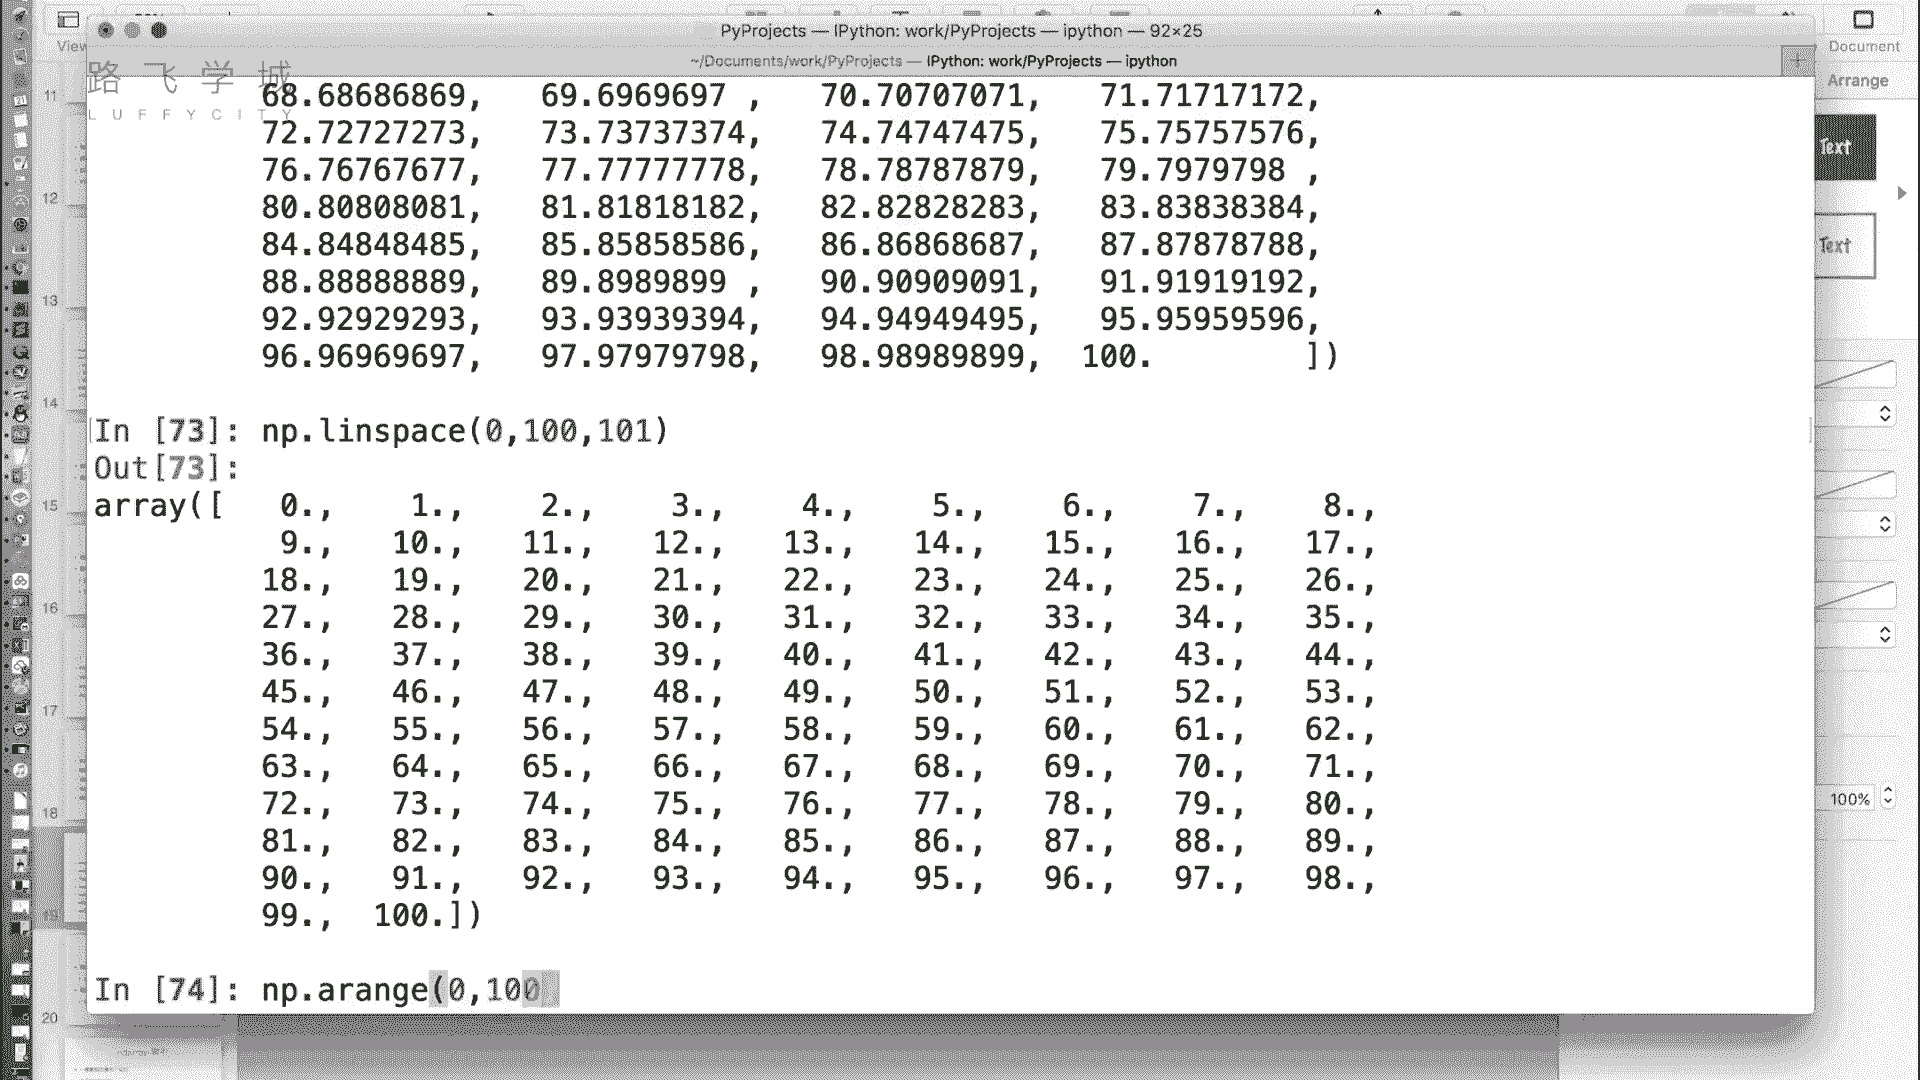 PyProjects — IPython: work/PyProjects — ipython — 92×25
~/Documents/work/PyProjects — IPython: work/PyProjects — ipython
View
Document
Arrange
路飞学城
LUFFYCITY
Text
Text
100%
11
12
13
14
15
16
17
18
19
20
68.68686869, 69.6969697 , 70.70707071, 71.71717172,
72.72727273, 73.73737374, 74.74747475, 75.75757576,
76.76767677, 77.77777778, 78.78787879, 79.7979798 ,
80.80808081, 81.81818182, 82.82828283, 83.83838384,
84.84848485, 85.85858586, 86.86868687, 87.87878788,
88.88888889, 89.8989899 , 90.90909091, 91.91919192,
92.92929293, 93.93939394, 94.94949495, 95.95959596,
96.96969697, 97.97979798, 98.98989899, 100. ])
In [73]: np.linspace(0,100,101)
Out[73]:
array([ 0., 1., 2., 3., 4., 5., 6., 7., 8.,
9., 10., 11., 12., 13., 14., 15., 16., 17.,
18., 19., 20., 21., 22., 23., 24., 25., 26.,
27., 28., 29., 30., 31., 32., 33., 34., 35.,
36., 37., 38., 39., 40., 41., 42., 43., 44.,
45., 46., 47., 48., 49., 50., 51., 52., 53.,
54., 55., 56., 57., 58., 59., 60., 61., 62.,
63., 64., 65., 66., 67., 68., 69., 70., 71.,
72., 73., 74., 75., 76., 77., 78., 79., 80.,
81., 82., 83., 84., 85., 86., 87., 88., 89.,
90., 91., 92., 93., 94., 95., 96., 97., 98.,
99., 100.])
In [74]: np.arange(0,100